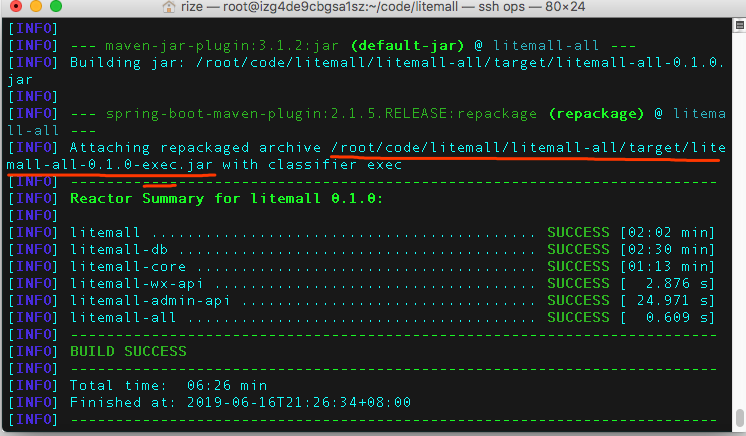 rize — root@izg4de9cbgsa1sz:~/code/litemall — ssh ops — 80×24
[INFO]
[INFO] --- maven-jar-plugin:3.1.2:jar (default-jar) @ litemall-all ---
[INFO] Building jar: /root/code/litemall/litemall-all/target/litemall-all-0.1.0.
jar
[INFO]
[INFO] --- spring-boot-maven-plugin:2.1.5.RELEASE:repackage (repackage) @ litema
ll-all ---
[INFO] Attaching repackaged archive /root/code/litemall/litemall-all/target/lite
mall-all-0.1.0-exec.jar with classifier exec
[INFO] ------------------------------------------------------------------------
[INFO] Reactor Summary for litemall 0.1.0:
[INFO]
[INFO] litemall ........................................... SUCCESS [02:02 min]
[INFO] litemall-db ........................................ SUCCESS [02:30 min]
[INFO] litemall-core ...................................... SUCCESS [01:13 min]
[INFO] litemall-wx-api .................................... SUCCESS [  2.876 s]
[INFO] litemall-admin-api ................................. SUCCESS [ 24.971 s]
[INFO] litemall-all ....................................... SUCCESS [  0.609 s]
[INFO] ------------------------------------------------------------------------
[INFO] BUILD SUCCESS
[INFO] ------------------------------------------------------------------------
[INFO] Total time:  06:26 min
[INFO] Finished at: 2019-06-16T21:26:34+08:00
[INFO] ------------------------------------------------------------------------